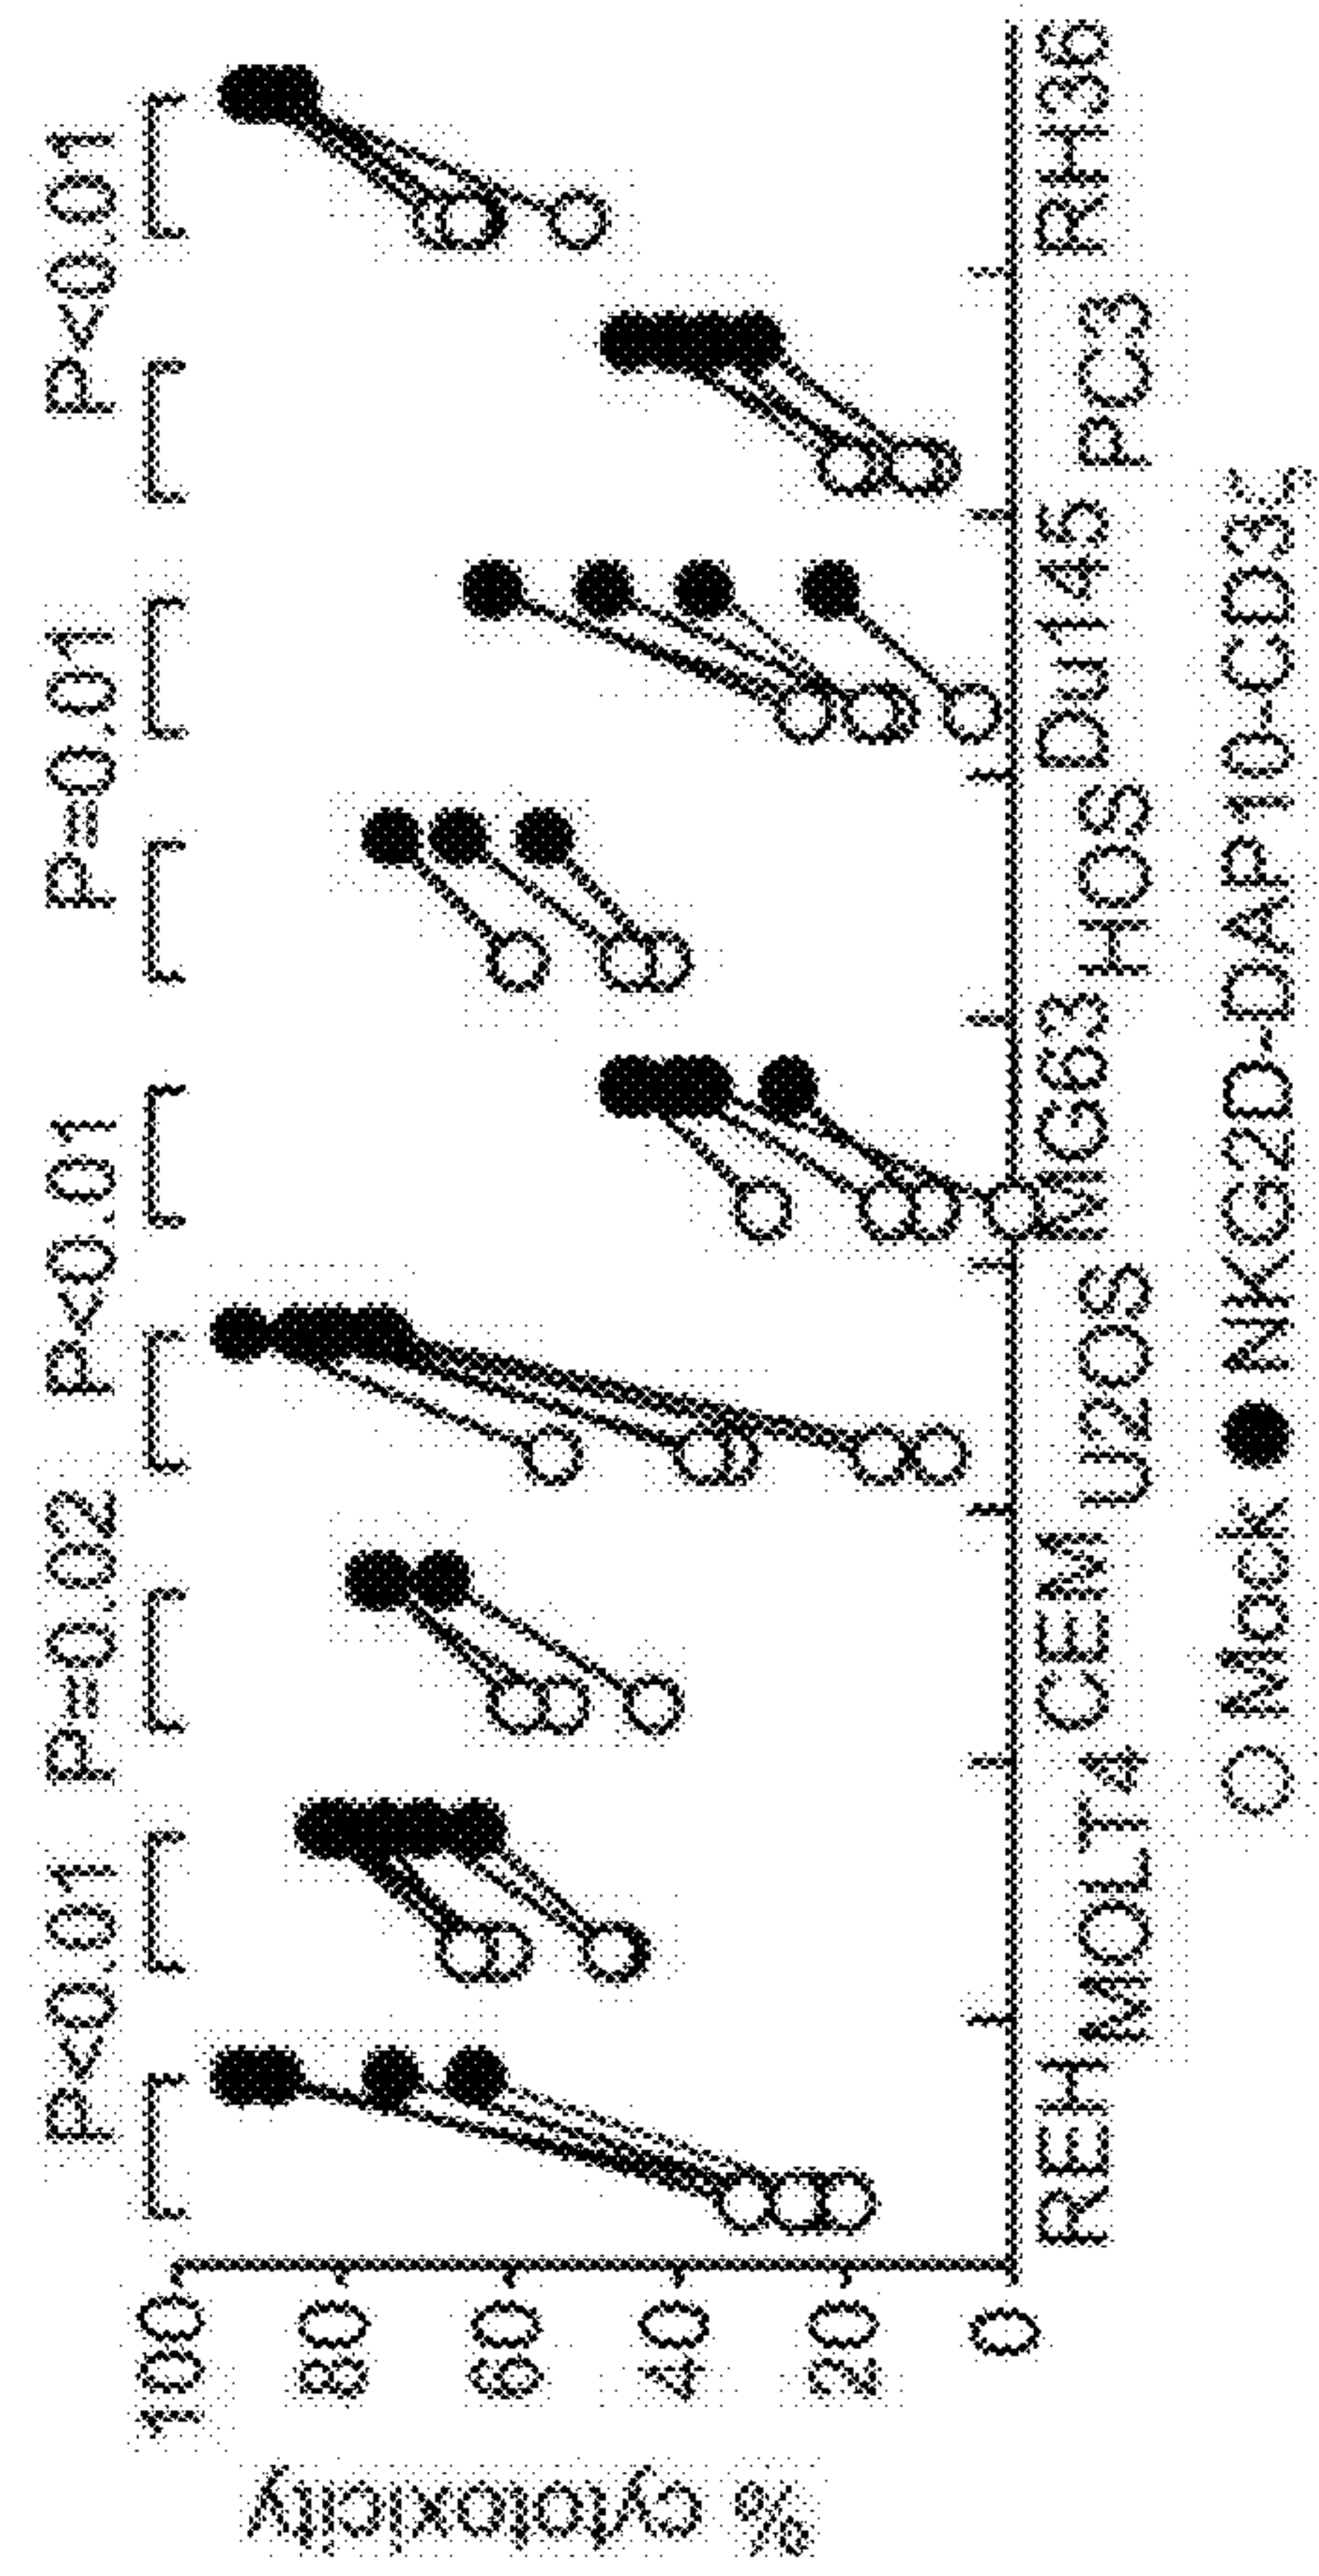 P<0.01 P=0.02 P<0.01 P=0.01 P<0.01
% cytotoxicity
100
80
60
40
20
0
REH MOLT4 CEM U2OS MG63 HOS Du145 PC3 RH36
Mock NKG2D-DAP10-CD3ζ